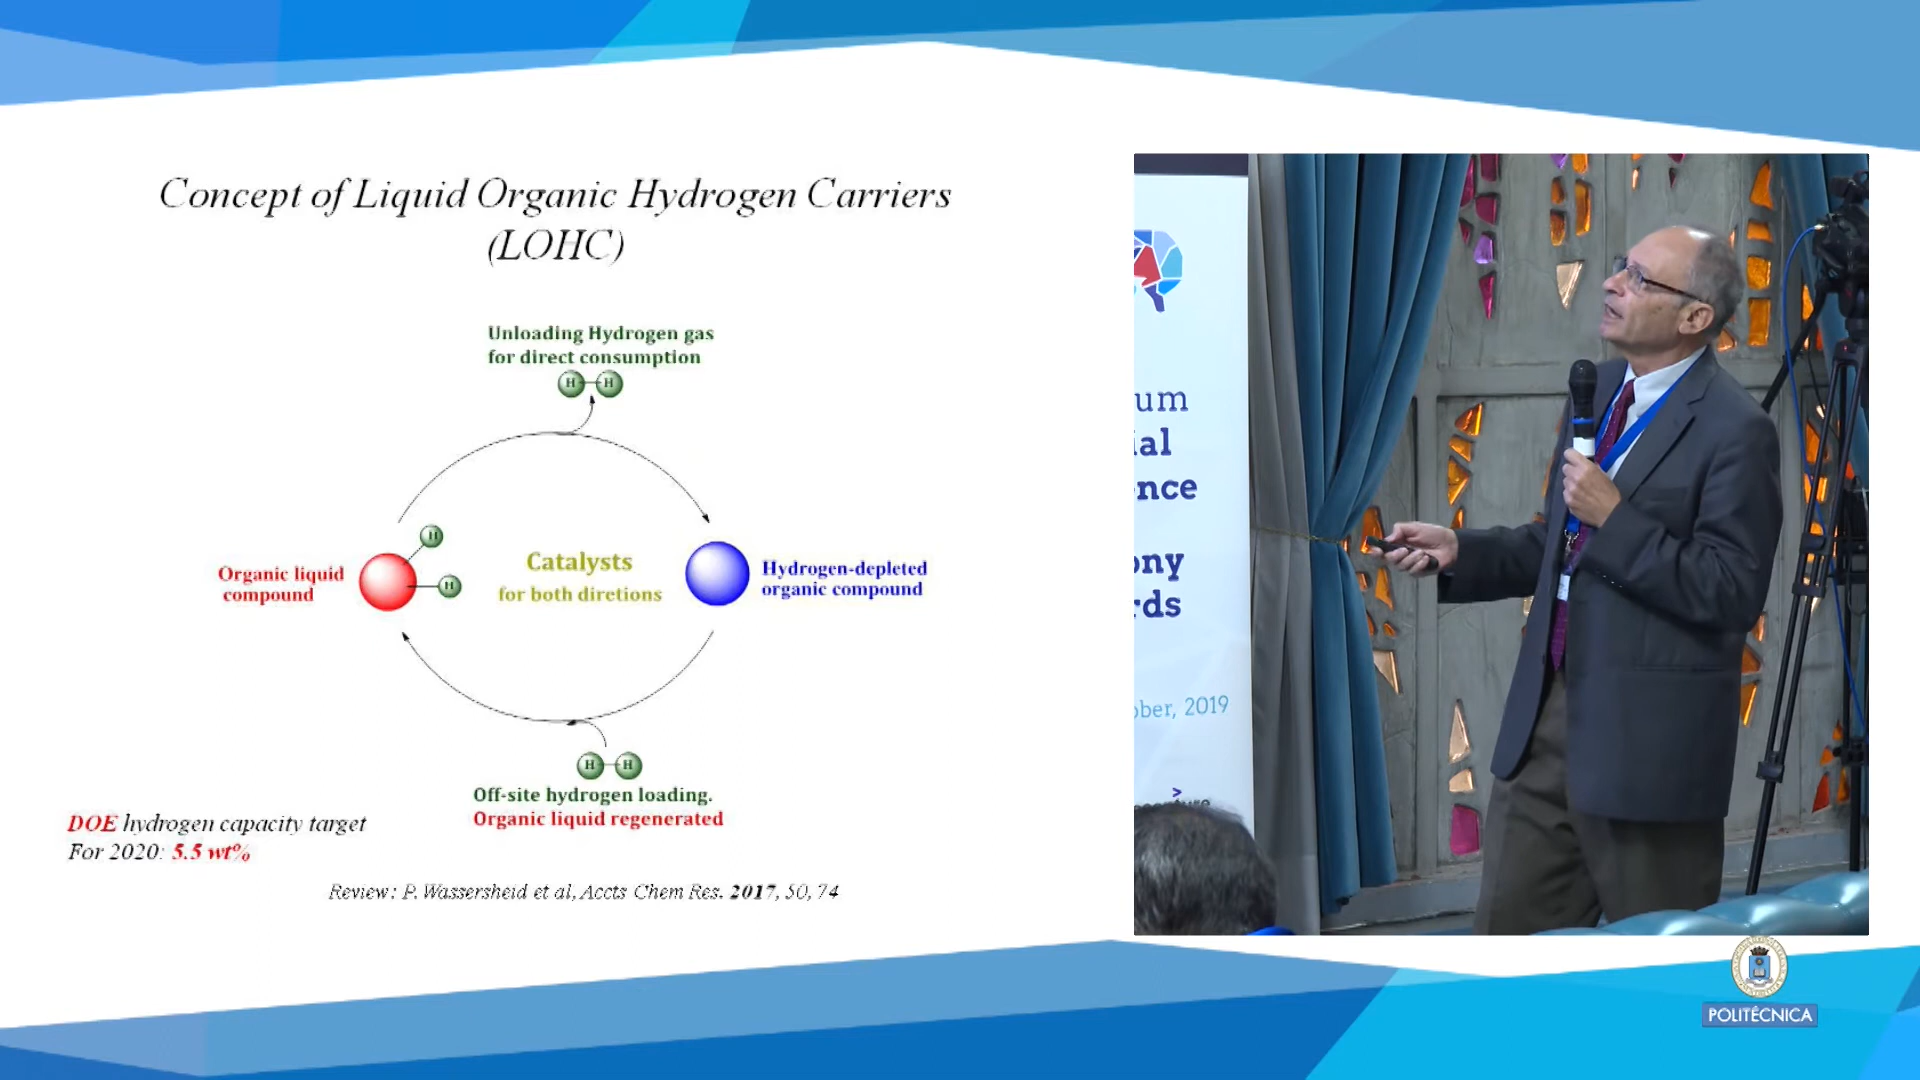 Concept of Liquid Organic Hydrogen Carriers
(LOHC)
Unloading Hydrogen gas
for direct consumption
H H
H
Organic liquid
compound
H
Catalysts
for both diretions
Hydrogen-depleted
organic compound
H H
Off-site hydrogen loading.
Organic liquid regenerated
DOE hydrogen capacity target
For 2020: 5.5 wt%
Review: P. Wassersheid et al, Accts Chem Res. 2017, 50, 74
um
ial
nce
ony
rds
ober, 2019
>
POLITÉCNICA